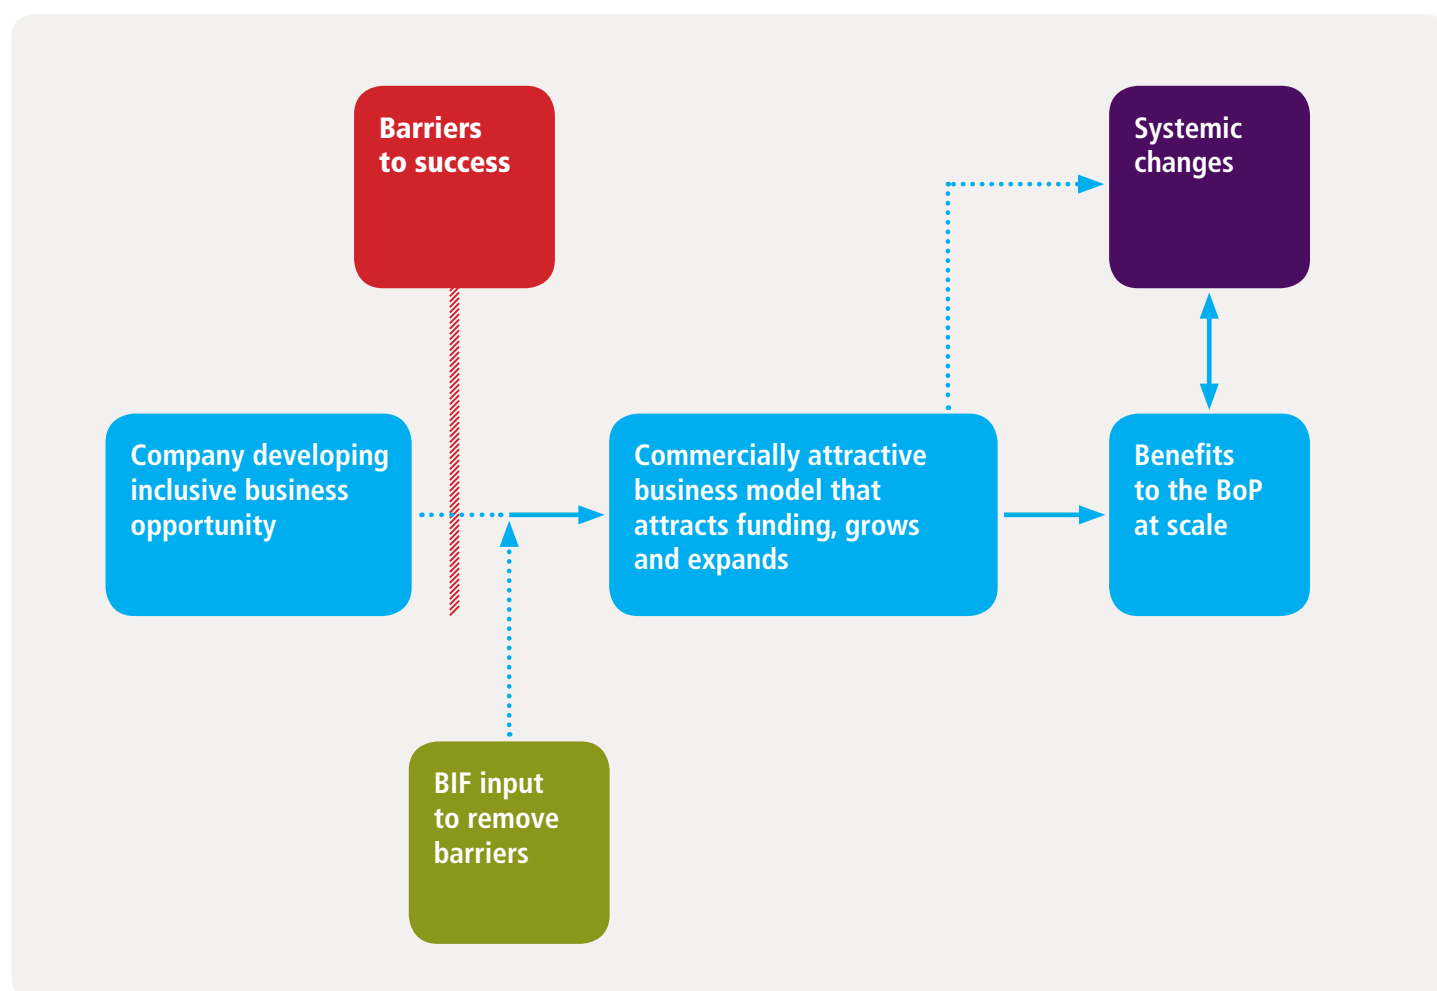 Barriers
to success
Systemic
changes
Company developing
inclusive business
opportunity
Commercially attractive
business model that
attracts funding, grows
and expands
Benefits
to the BoP
at scale
BIF input
to remove
barriers